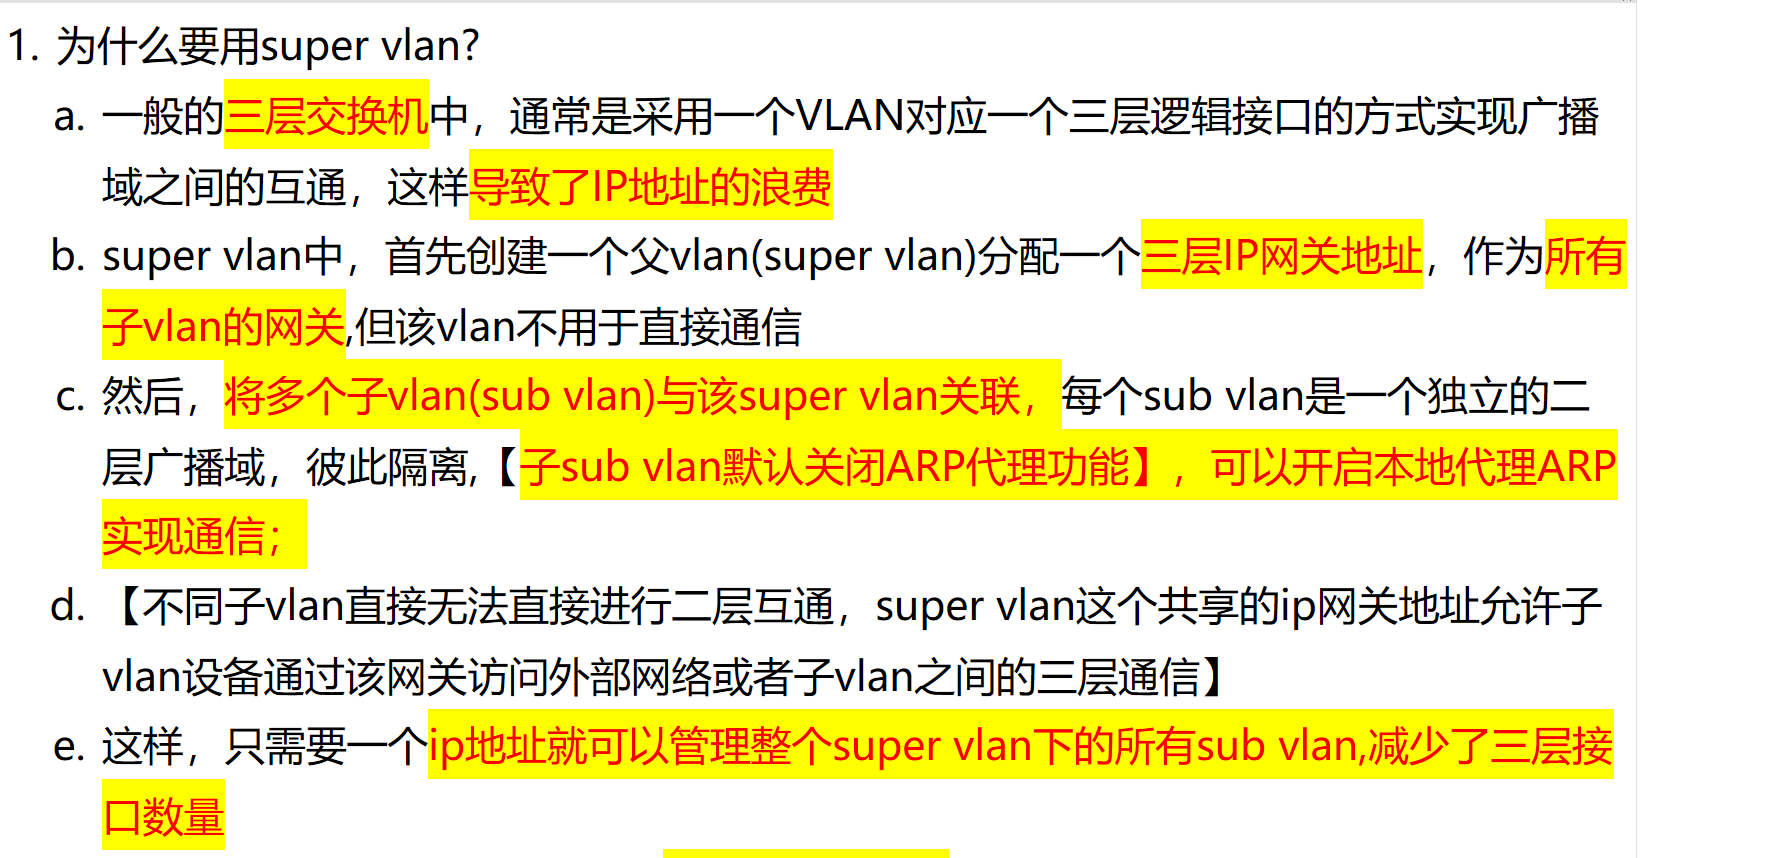 1. 为什么要用super vlan?
a. 一般的三层交换机中，通常是采用一个VLAN对应一个三层逻辑接口的方式实现广播
域之间的互通，这样导致了IP地址的浪费
b. super vlan中，首先创建一个父vlan(super vlan)分配一个三层IP网关地址，作为所有
子vlan的网关,但该vlan不用于直接通信
c. 然后，将多个子vlan(sub vlan)与该super vlan关联，每个sub vlan是一个独立的二
层广播域，彼此隔离,【子sub vlan默认关闭ARP代理功能】，可以开启本地代理ARP
实现通信；
d. 【不同子vlan直接无法直接进行二层互通，super vlan这个共享的ip网关地址允许子
vlan设备通过该网关访问外部网络或者子vlan之间的三层通信】
e. 这样，只需要一个ip地址就可以管理整个super vlan下的所有sub vlan,减少了三层接
口数量